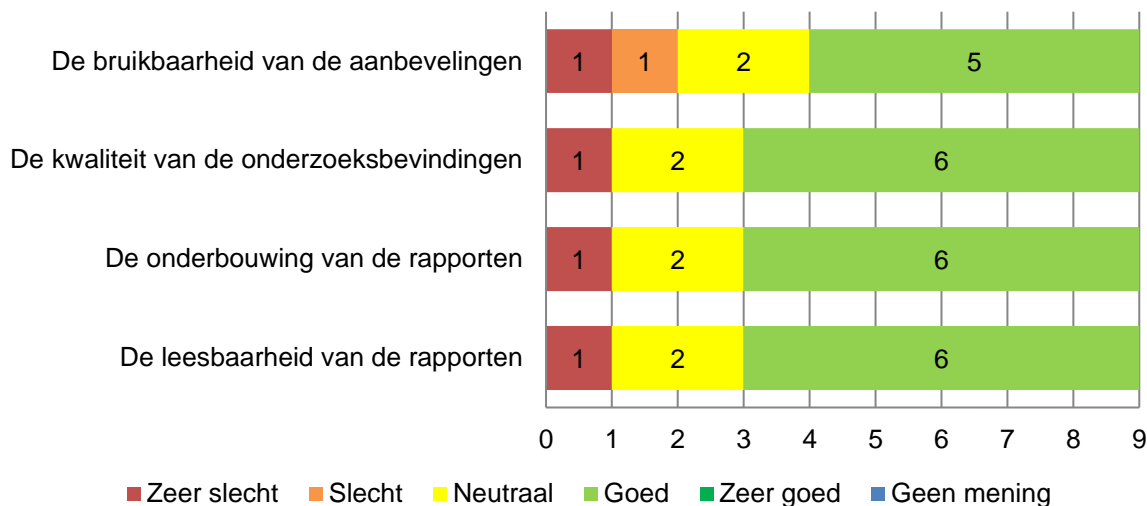 De bruikbaarheid van de aanbevelingen 1 1 2 5
De kwaliteit van de onderzoeksbevindingen 1 2 6
De onderbouwing van de rapporten 1 2 6
De leesbaarheid van de rapporten 1 2 6
0 1 2 3 4 5 6 7 8 9
Zeer slecht Slecht Neutraal Goed Zeer goed Geen mening